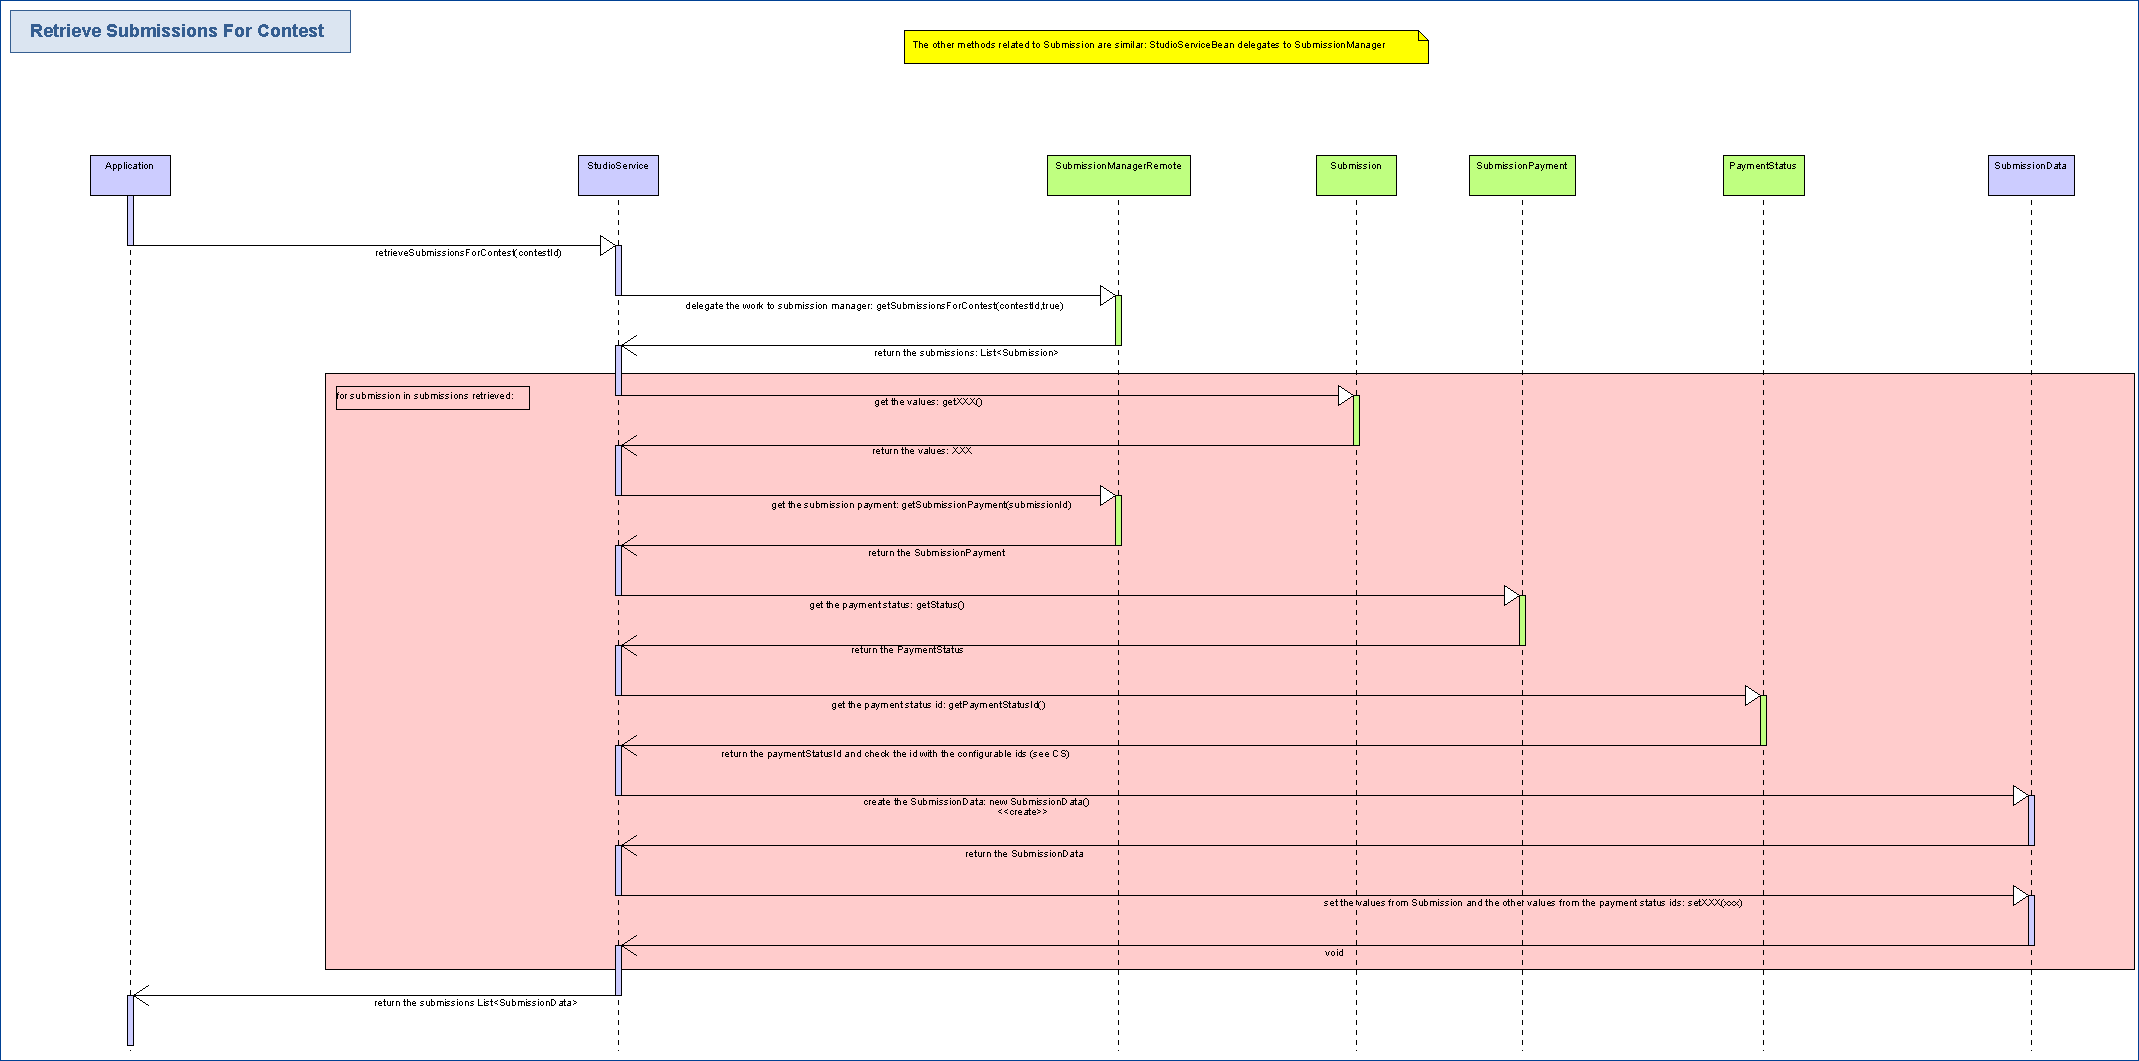 Retrieve Submissions For Contest
The other methods related to Submission are similar: StudioServiceBean delegates to SubmissionManager
Application
StudioService
SubmissionManagerRemote
Submission
SubmissionPayment
PaymentStatus
SubmissionData
retrieveSubmissionsForContest(contestId)
delegate the work to submission manager: getSubmissionsForContest(contestId,true)
return the submissions: List<Submission>
for submission in submissions retrieved:
get the values: getXXX()
return the values: XXX
get the submission payment: getSubmissionPayment(submissionId)
return the SubmissionPayment
get the payment status: getStatus()
return the PaymentStatus
get the payment status id: getPaymentStatusId()
return the paymentStatusId and check the id with the configurable ids (see CS)
create the SubmissionData: new SubmissionData()
<<create>>
return the SubmissionData
set the values from Submission and the other values from the payment status ids: setXXX(xxx)
void
return the submissions List<SubmissionData>